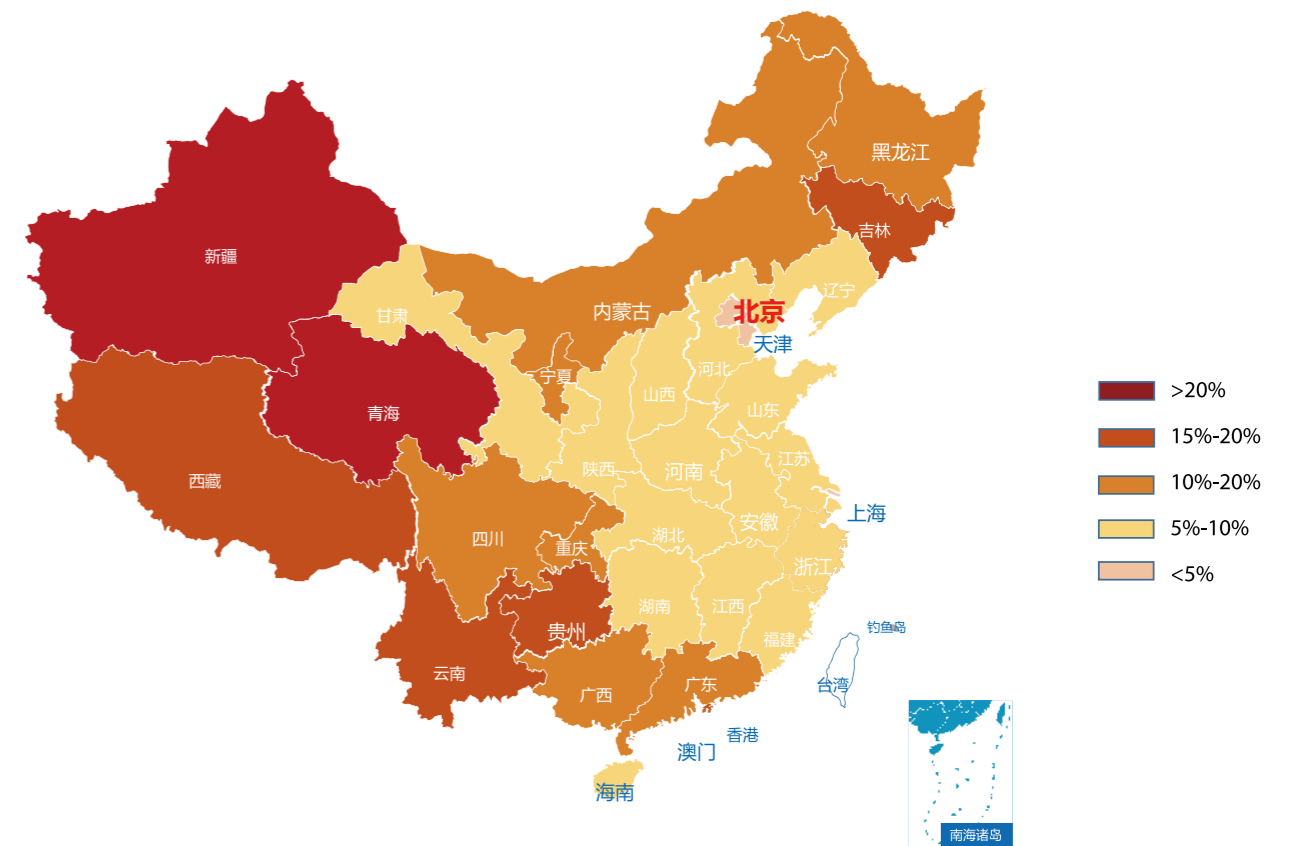 黑龙江
吉林
新疆
辽宁
内蒙古
北京
甘肃
天津
河北
宁夏
山西
青海
山东
江苏
陕西
河南
西藏
上海
安徽
湖北
四川
重庆
浙江
湖南
江西
贵州
福建
钓鱼岛
云南
广西
广东
台湾
香港
澳门
海南
南海诸岛
>20%
15%-20%
10%-20%
5%-10%
<5%